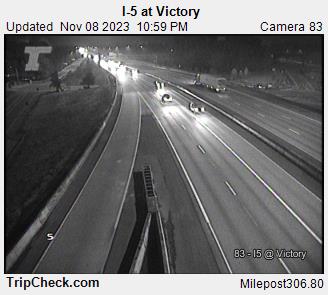 I-5 at Victory
Updated Nov 08 2023 10:59 PM Camera 83
T
S
83 - I5 @ Victory
TripCheck.com Milepost306.80